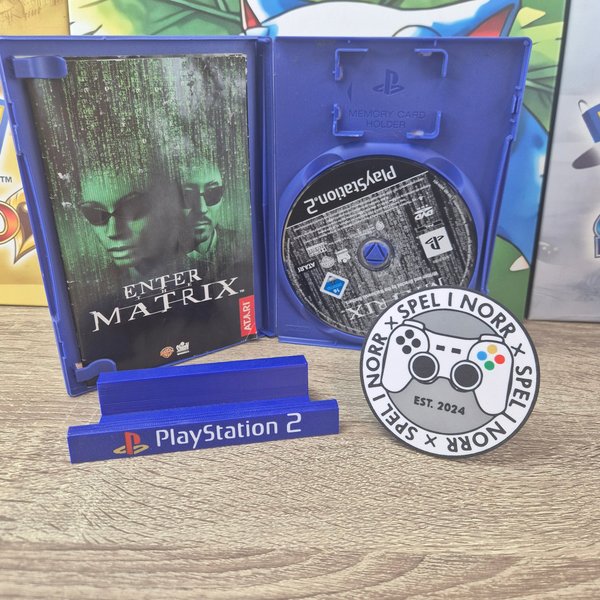 ENTER
THE
MATRIX
ATARI
MEMORY CARD
HOLDER
PlayStation.2
ATARI
PlayStation 2
SPEL I NORR × SPEL I NORR × SPEL I NORR ×
EST. 2024